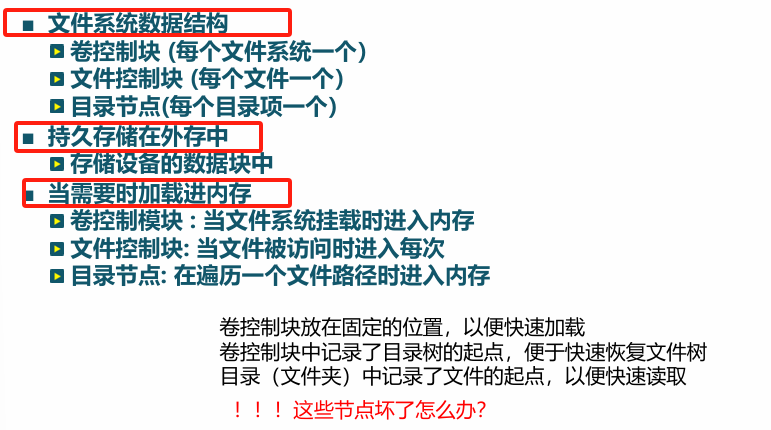 文件系统数据结构
卷控制块 (每个文件系统一个)
文件控制块 (每个文件一个)
目录节点(每个目录项一个)
持久存储在外存中
存储设备的数据块中
当需要时加载进内存
卷控制模块 : 当文件系统挂载时进入内存
文件控制块: 当文件被访问时进入每次
目录节点: 在遍历一个文件路径时进入内存
卷控制块放在固定的位置，以便快速加载
卷控制块中记录了目录树的起点，便于快速恢复文件树
目录（文件夹）中记录了文件的起点，以便快速读取
！！！这些节点坏了怎么办?